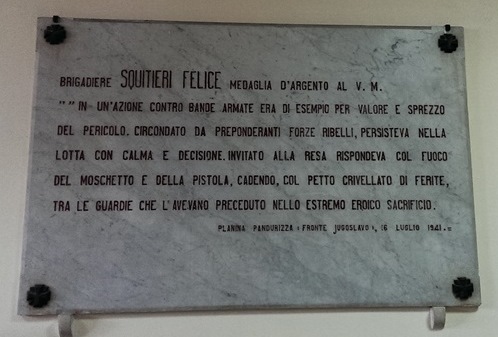 BRIGADIERE SQUITIERI FELICE MEDAGLIA D'ARGENTO AL V. M.
"" IN UN'AZIONE CONTRO BANDE ARMATE ERA DI ESEMPIO PER VALORE E SPREZZO
DEL PERICOLO. CIRCONDATO DA PREPONDERANTI FORZE RIBELLI, PERSISTEVA NELLA
LOTTA CON CALMA E DECISIONE. INVITATO ALLA RESA RISPONDEVA COL FUOCO
DEL MOSCHETTO E DELLA PISTOLA, CADENDO, COL PETTO CRIVELLATO DI FERITE,
TRA LE GUARDIE CHE L'AVEVANO PRECEDUTO NELLO ESTREMO EROICO SACRIFICIO.
PLANINA PANDURIZZA (FRONTE JUGOSLAVO), 16 LUGLIO 1941.=